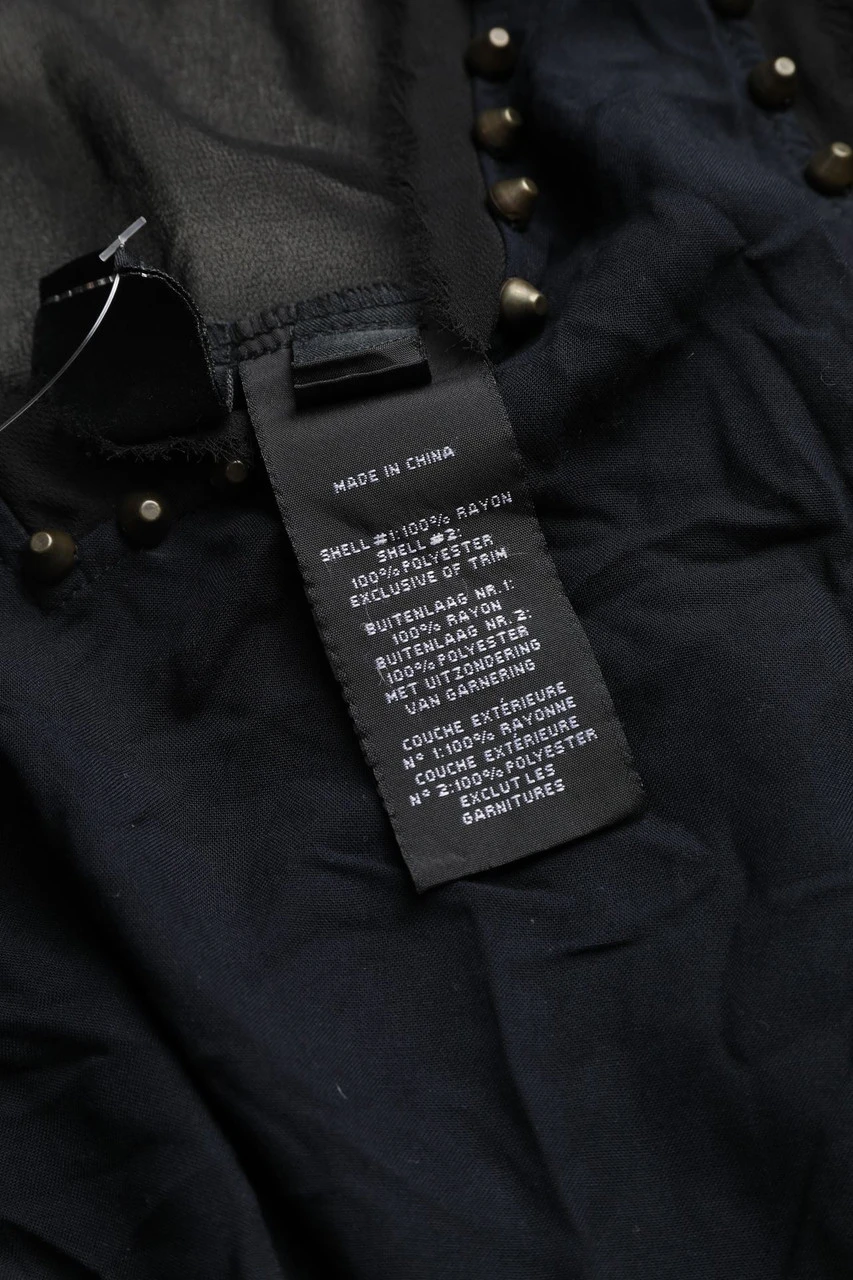 MADE IN CHINA
SHELL #1:100% RAYON
SHELL #2:
100% POLYESTER
EXCLUSIVE OF TRIM
BUITENLAAG NR.1:
100% RAYON
BUITENLAAG NR.2:
100% POLYESTER
MET UITZONDERING
VAN GARNERING
COUCHE EXTÉRIEURE
N° 1:100% RAYONNE
COUCHE EXTÉRIEURE
N° 2:100% POLYESTER
EXCLUT LES
GARNITURES